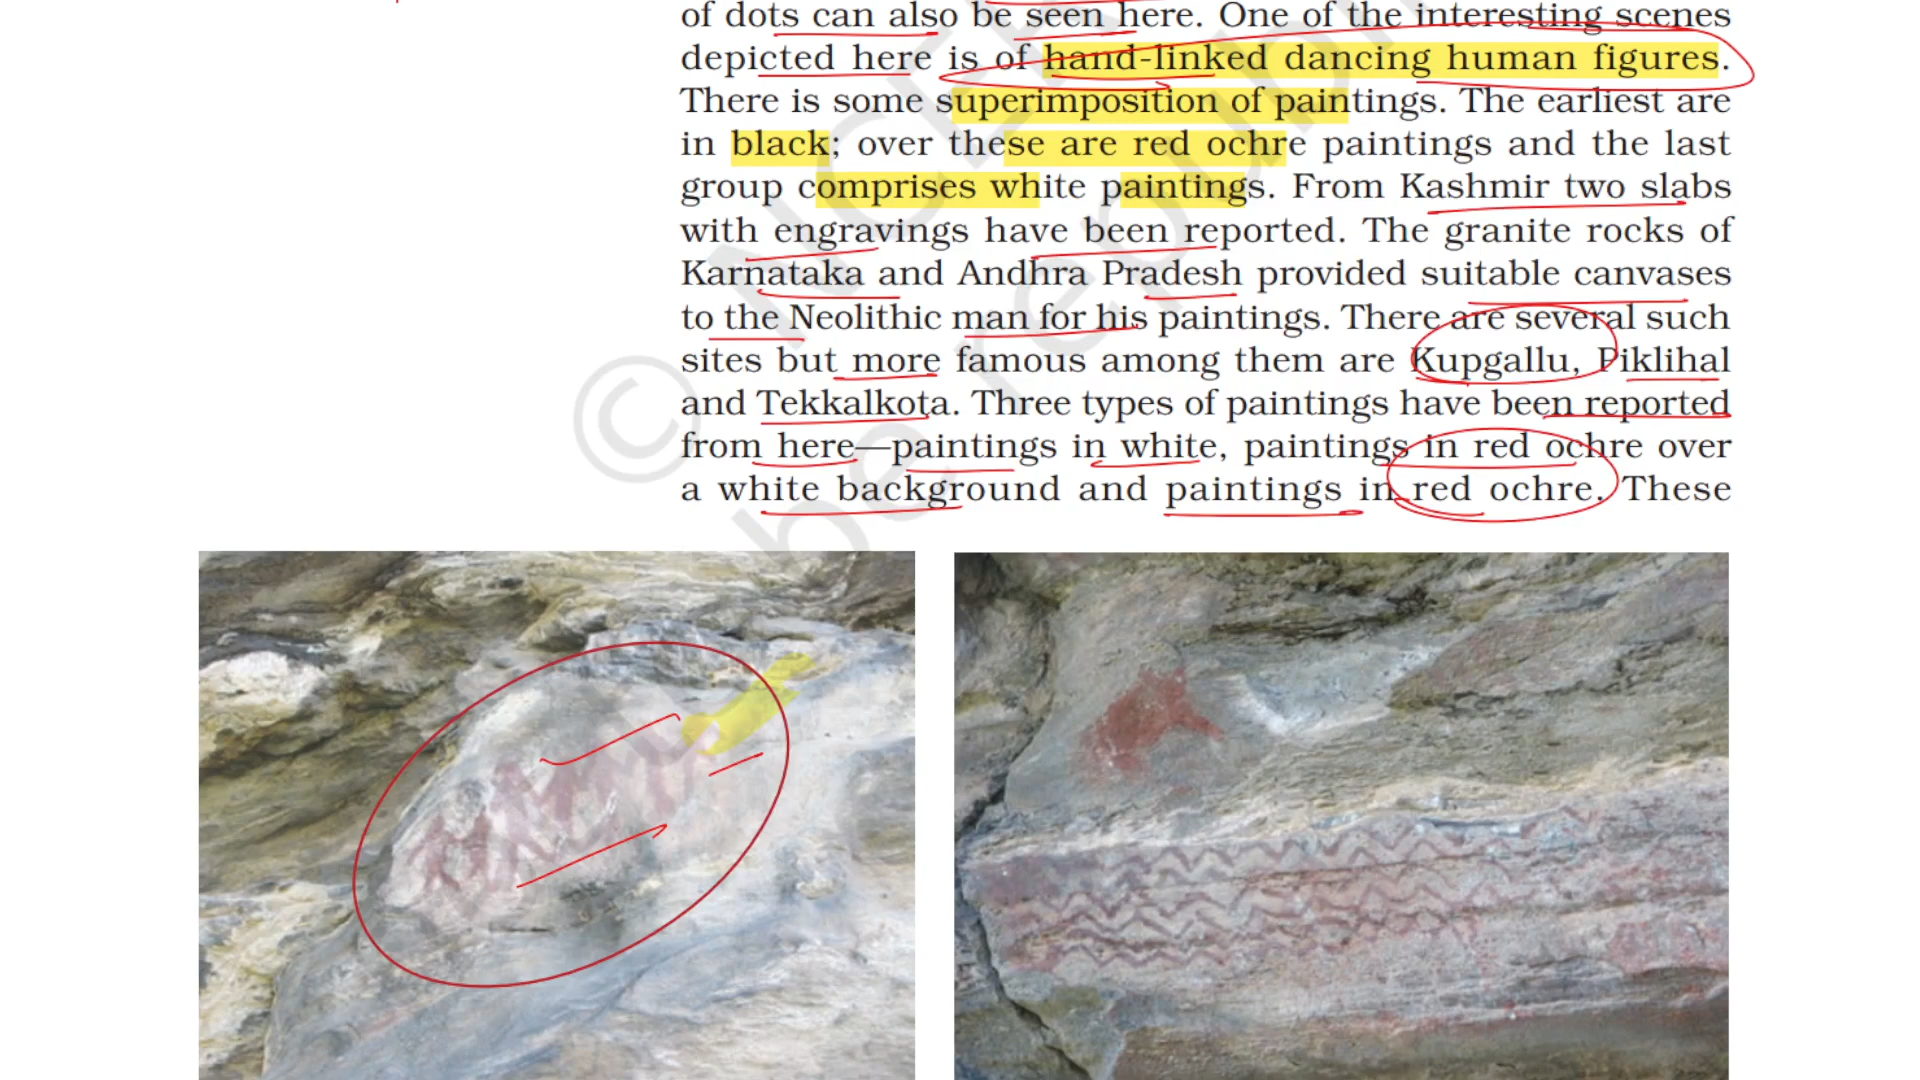 of dots can also be seen here. One of the interesting scenes
depicted here is of hand-linked dancing human figures.
There is some superimposition of paintings. The earliest are
in black; over these are red ochre paintings and the last
group comprises white paintings. From Kashmir two slabs
with engravings have been reported. The granite rocks of
Karnataka and Andhra Pradesh provided suitable canvases
to the Neolithic man for his paintings. There are several such
sites but more famous among them are Kupgallu, Piklihal
and Tekkalkota. Three types of paintings have been reported
from here—paintings in white, paintings in red ochre over
a white background and paintings in red ochre. These